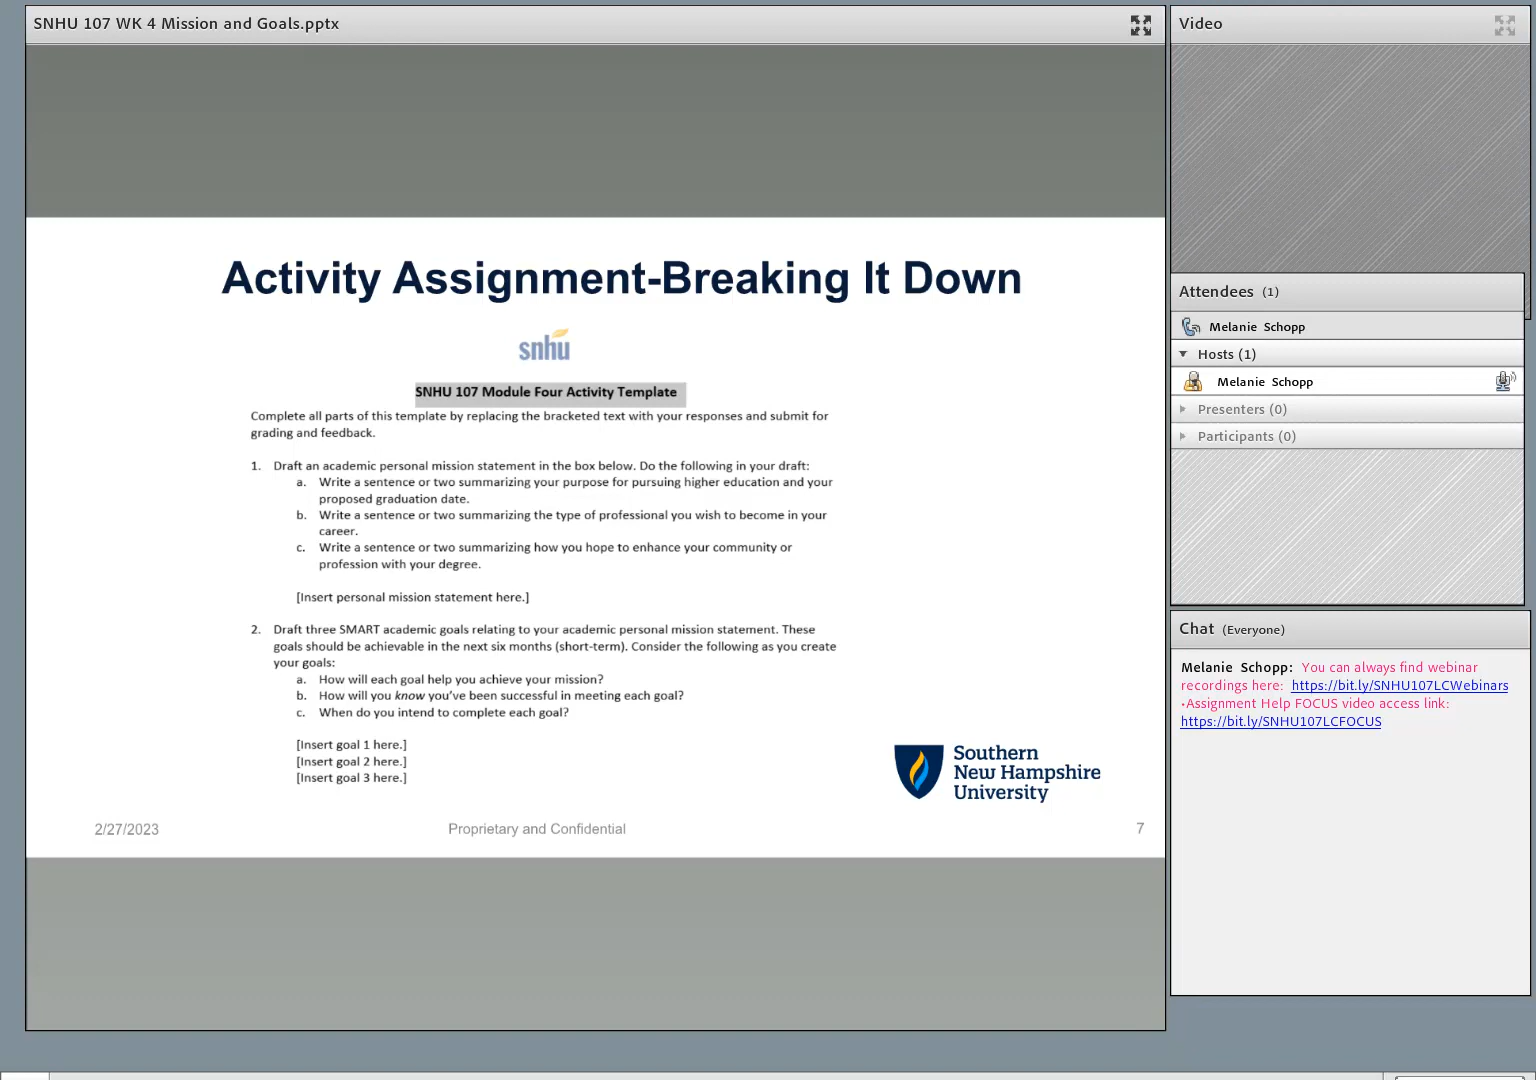 SNHU 107 WK 4 Mission and Goals.pptx
Activity Assignment-Breaking It Down
snhu
SNHU 107 Module Four Activity Template
Complete all parts of this template by replacing the bracketed text with your responses and submit for
grading and feedback.
1. Draft an academic personal mission statement in the box below. Do the following in your draft:
a. Write a sentence or two summarizing your purpose for pursuing higher education and your
proposed graduation date.
b. Write a sentence or two summarizing the type of professional you wish to become in your
career.
c. Write a sentence or two summarizing how you hope to enhance your community or
profession with your degree.
[Insert personal mission statement here.]
2. Draft three SMART academic goals relating to your academic personal mission statement. These
goals should be achievable in the next six months (short-term). Consider the following as you create
your goals:
a. How will each goal help you achieve your mission?
b. How will you know you've been successful in meeting each goal?
c. When do you intend to complete each goal?
[Insert goal 1 here.]
[Insert goal 2 here.]
[Insert goal 3 here.]
Southern
New Hampshire
University
2/27/2023
Proprietary and Confidential
7
Video
Attendees (1)
Melanie Schopp
Hosts (1)
Melanie Schopp
Presenters (0)
Participants (0)
Chat (Everyone)
Melanie Schopp: You can always find webinar
recordings here: https://bit.ly/SNHU107LCWebinars
•Assignment Help FOCUS video access link:
https://bit.ly/SNHU107LCFOCUS